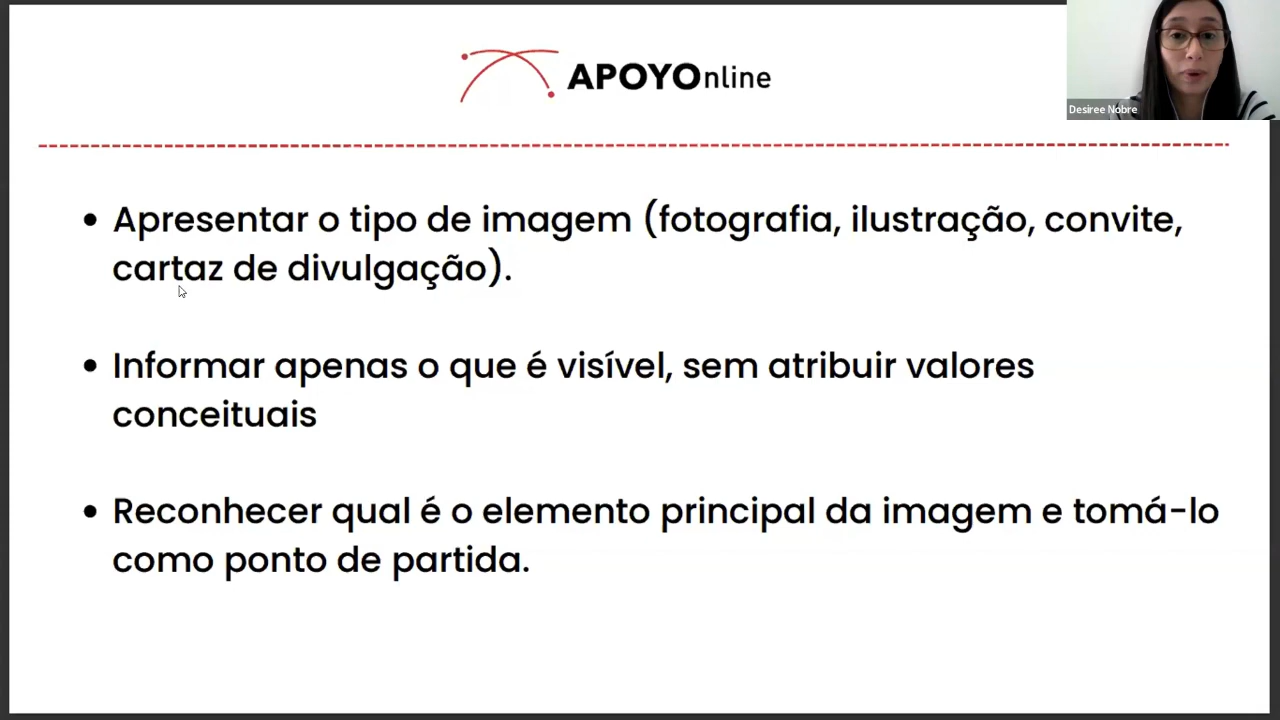 APOYOnline
Desiree Nobre
• Apresentar o tipo de imagem (fotografia, ilustração, convite,
cartaz de divulgação).
• Informar apenas o que é visível, sem atribuir valores
conceituais
• Reconhecer qual é o elemento principal da imagem e tomá-lo
como ponto de partida.